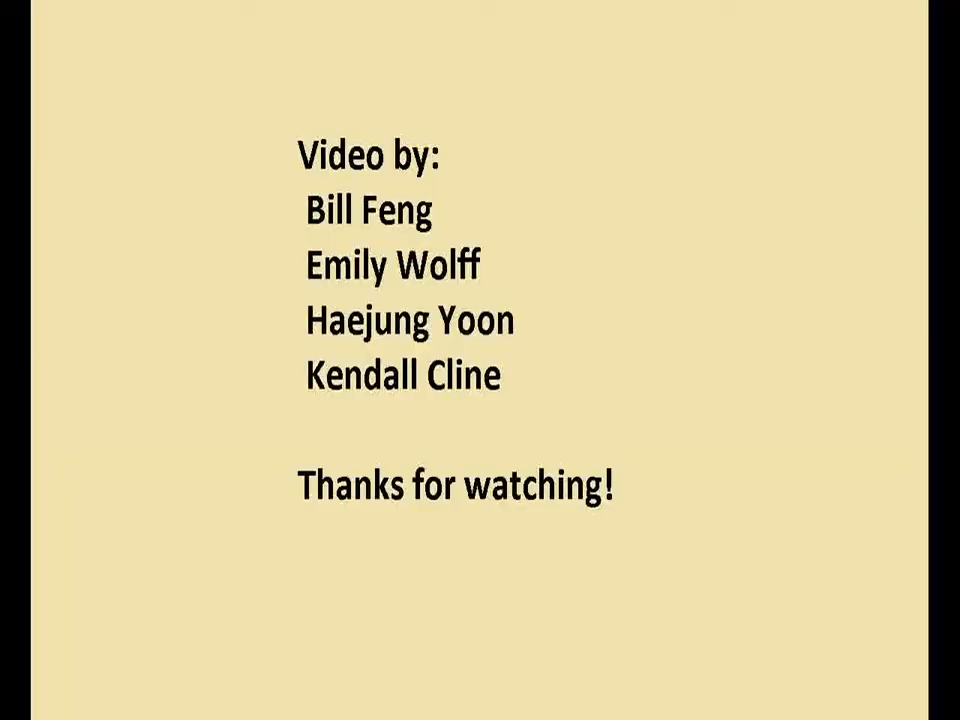 Video by:
Bill Feng
Emily Wolff
Haejung Yoon
Kendall Cline
Thanks for watching!